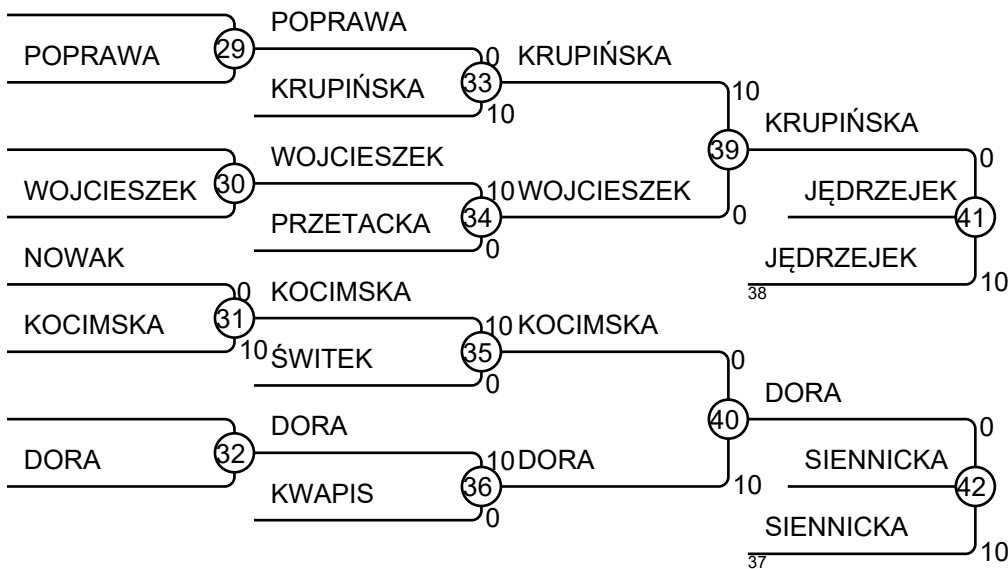 POPRAWA
29
POPRAWA
0
KRUPIŃSKA
33
KRUPIŃSKA
10
10
WOJCIESZEK
30
WOJCIESZEK
10
PRZETACKA
34
WOJCIESZEK
0
39
KRUPIŃSKA
0
0
JĘDRZEJEK
41
JĘDRZEJEK
38
10
NOWAK
0
KOCIMSKA
31
10
KOCIMSKA
10
ŚWITEK
35
KOCIMSKA
0
0
DORA
32
DORA
10
KWAPIS
36
DORA
0
10
40
DORA
0
SIENNICKA
42
SIENNICKA
37
10